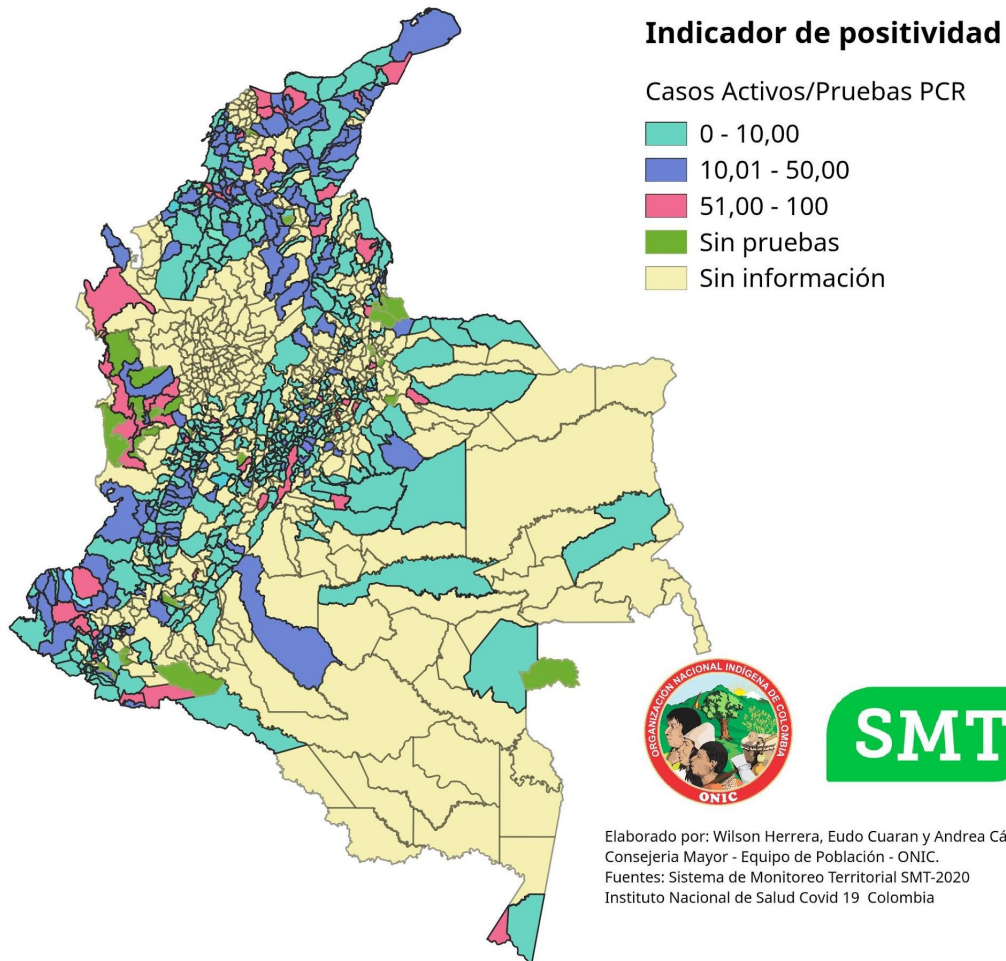 Indicador de positividad
Casos Activos/Pruebas PCR
0 - 10,00
10,01 - 50,00
51,00 - 100
Sin pruebas
Sin información
ORGANIZACIÓN NACIONAL INDÍGENA DE COLOMBIA
ONIC
SMT
Elaborado por: Wilson Herrera, Eudo Cuaran y Andrea Cá
Consejeria Mayor - Equipo de Población - ONIC.
Fuentes: Sistema de Monitoreo Territorial SMT-2020
Instituto Nacional de Salud Covid 19 Colombia